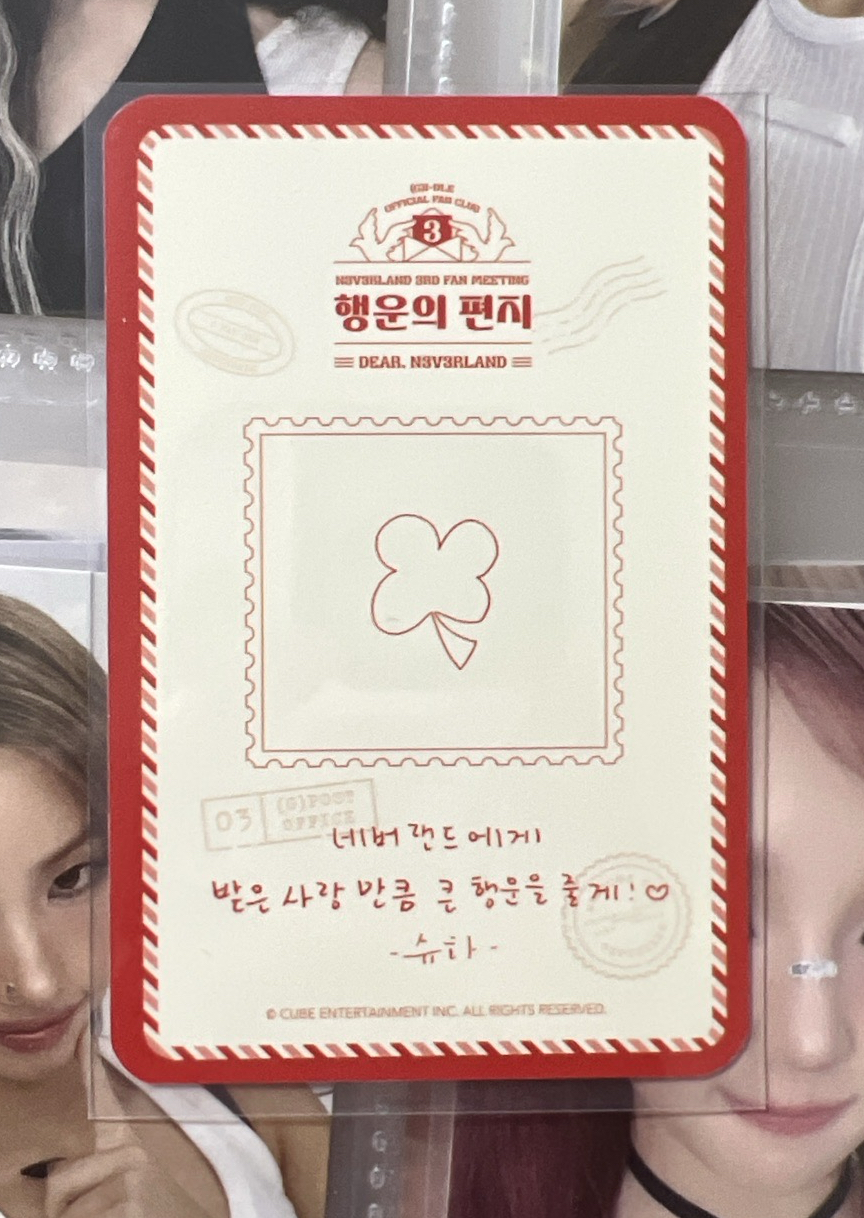 (G)I-DLE
OFFICIAL FAN CLUB
3
N3V3RLAND 3RD FAN MEETING
행운의 편지
DEAR. N3V3RLAND
03 (G)POST
OFFICE
네버랜드에게
받은 사랑 만큼 큰 행운을 줄게!♡
-슈화-
© CUBE ENTERTAINMENT INC. ALL RIGHTS RESERVED.